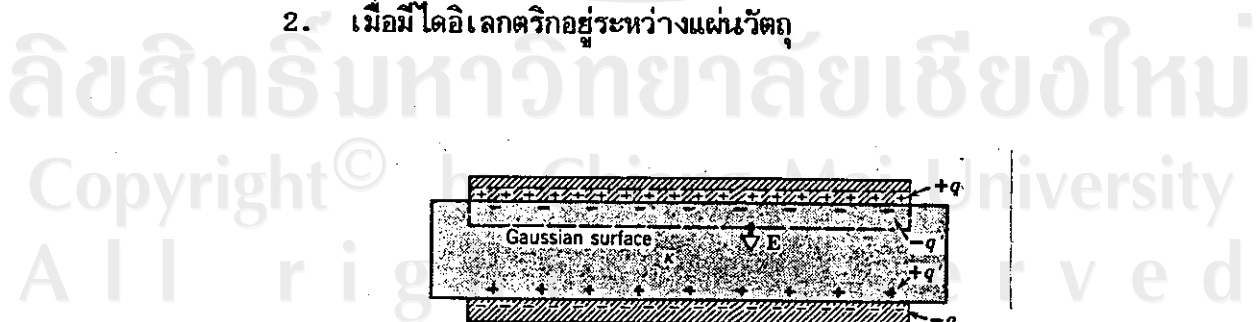 2. เมื่อมีไดอิเลกตริกอยู่ระหว่างแผ่นวัตถุ
ลิขสิทธิ์มหาวิทยาลัยเชียงใหม่
Copyright© by Chiang Mai University
All rights reserved
+q
Gaussian surface
E
-q'
κ
+q'
-q